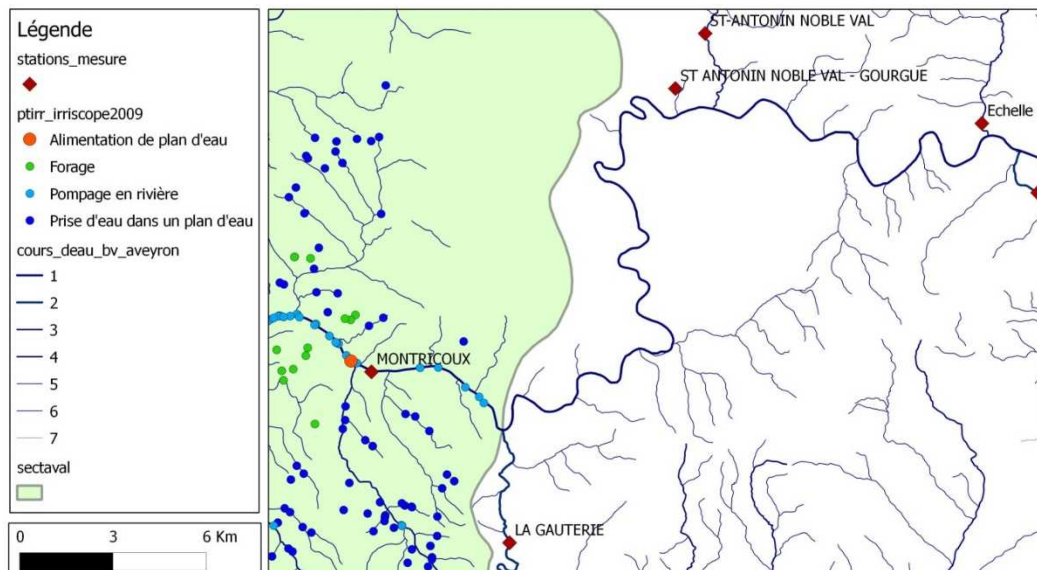 Légende
stations_mesure
ptirr_irriscope2009
Alimentation de plan d'eau
Forage
Pompage en rivière
Prise d'eau dans un plan d'eau
cours_deau_bv_aveyron
1
2
3
4
5
6
7
sectaval
0 3 6 Km
ST-ANTONIN NOBLE VAL
ST ANTONIN NOBLE VAL - GOURGUE
Echelle
MONTRICOUX
LA GAUTERIE